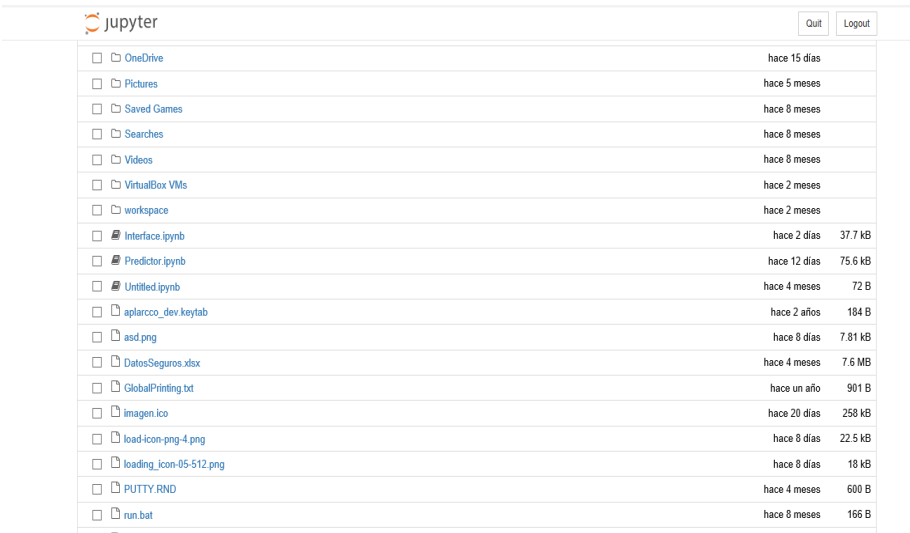 jupyter Quit Logout
OneDrive hace 15 días
Pictures hace 5 meses
Saved Games hace 8 meses
Searches hace 8 meses
Videos hace 8 meses
VirtualBox VMs hace 2 meses
workspace hace 2 meses
Interface.ipynb hace 2 días 37.7 kB
Predictor.ipynb hace 12 días 75.6 kB
Untitled.ipynb hace 4 meses 72 B
aplarcco_dev.keytab hace 2 años 184 B
asd.png hace 8 días 7.81 kB
DatosSeguros.xlsx hace 4 meses 7.6 MB
GlobalPrinting.txt hace un año 901 B
imagen.ico hace 20 días 258 kB
load-icon-png-4.png hace 8 días 22.5 kB
loading_icon-05-512.png hace 8 días 18 kB
PUTTY.RND hace 4 meses 600 B
run.bat hace 8 meses 166 B